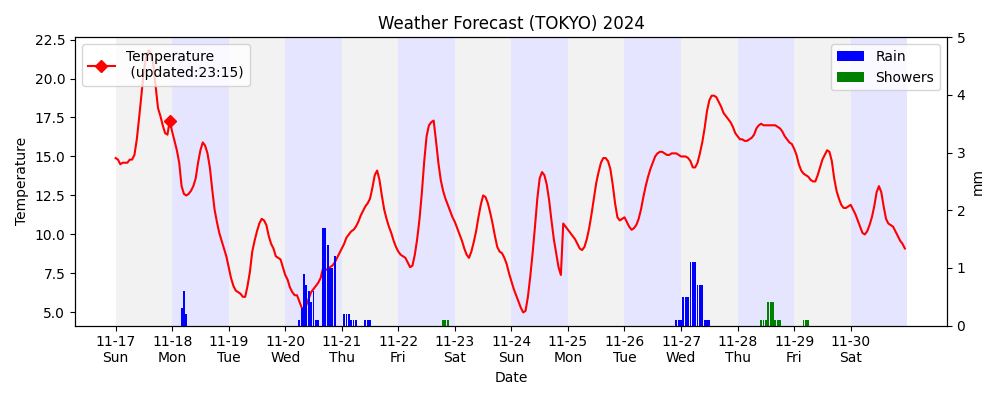 Weather Forecast (TOKYO) 2024
Temperature
(updated:23:15)
Rain
Showers
22.5
20.0
17.5
15.0
12.5
10.0
7.5
5.0
Temperature
5
4
3
2
1
0
mm
11-17 11-18 11-19 11-20 11-21 11-22 11-23 11-24 11-25 11-26 11-27 11-28 11-29 11-30
Sun Mon Tue Wed Thu Fri Sat Sun Mon Tue Wed Thu Fri Sat
Date